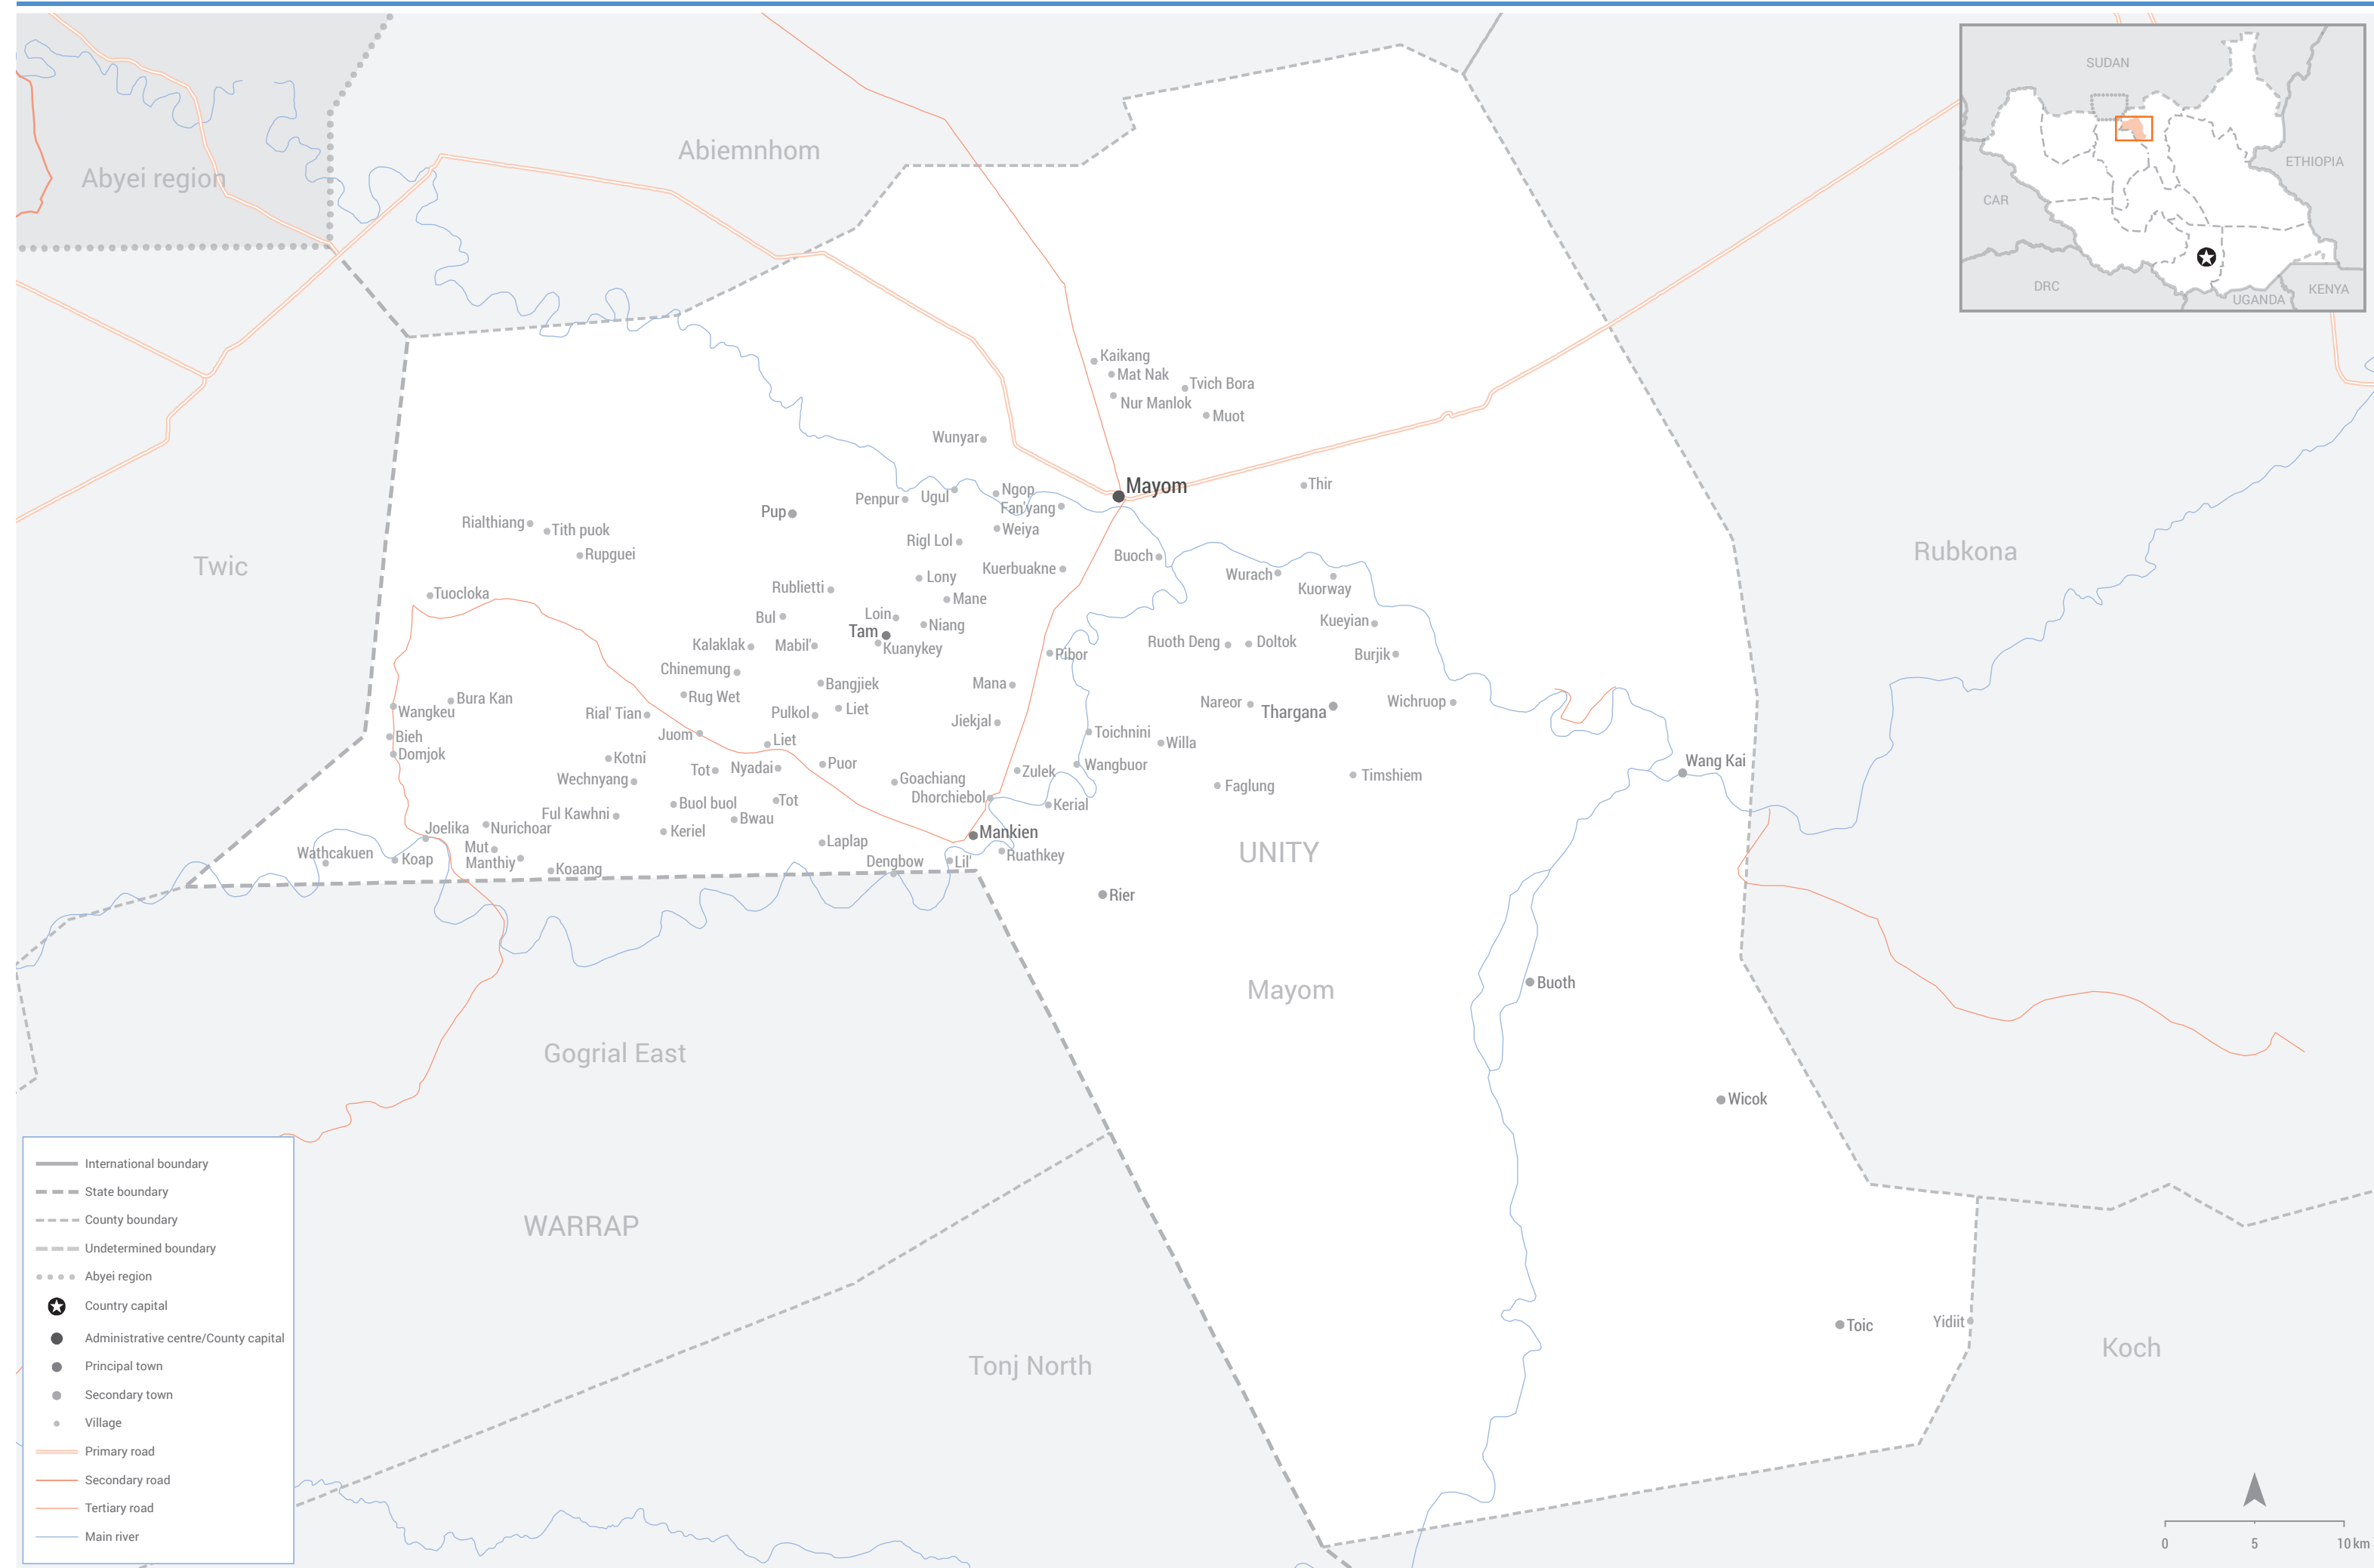 SUDAN
ETHIOPIA
CAR
DRC
UGANDA
KENYA
Abiemnhom
Abyei region
Kaikang
Mat Nak
Tvich Bora
Nur Manlok
Muot
Wunyar
Mayom
Thir
Ngop
Penpur
Ugul
Fan'yang
Pup
Rialthiang
Tith puok
Weiya
Rigl Lol
Rupguei
Buoch
Rubkona
Twic
Kuerbuakne
Wurach
Lony
Kuorway
Rublietti
Tuocloka
Mane
Bul
Loin
Niang
Kueyian
Tam
Kalaklak
Mabil'
Kuanykey
Ruoth Deng
Doltok
Pibor
Burjik
Chinemung
Bangjiek
Mana
Rug Wet
Bura Kan
Wangkeu
Rial' Tian
Pulkol
Liet
Jiekjal
Nareor
Thargana
Wichruop
Bieh
Juom
Liet
Toichnini
Willa
Domjok
Kotni
Wang Kai
Tot
Nyadai
Puor
Zulek
Wangbuor
Wechnyang
Goachiang
Timshiem
Faglung
Dhorchiebol
Buol buol
Tot
Kerial
Ful Kawhni
Bwau
Joelika
Nurichoar
Keriel
Mankien
Laplap
Mut
Wathcakuen
Koap
Manthiy
Dengbow
Lil'
Ruathkey
UNITY
Koaang
Rier
Buoth
Mayom
Gogrial East
Wicok
International boundary
State boundary
County boundary
Undetermined boundary
Abyei region
Country capital
Administrative centre/County capital
Principal town
Secondary town
Village
Primary road
Secondary road
Tertiary road
Main river
WARRAP
Toic
Yidiit
Koch
Tonj North
0 5 10 km